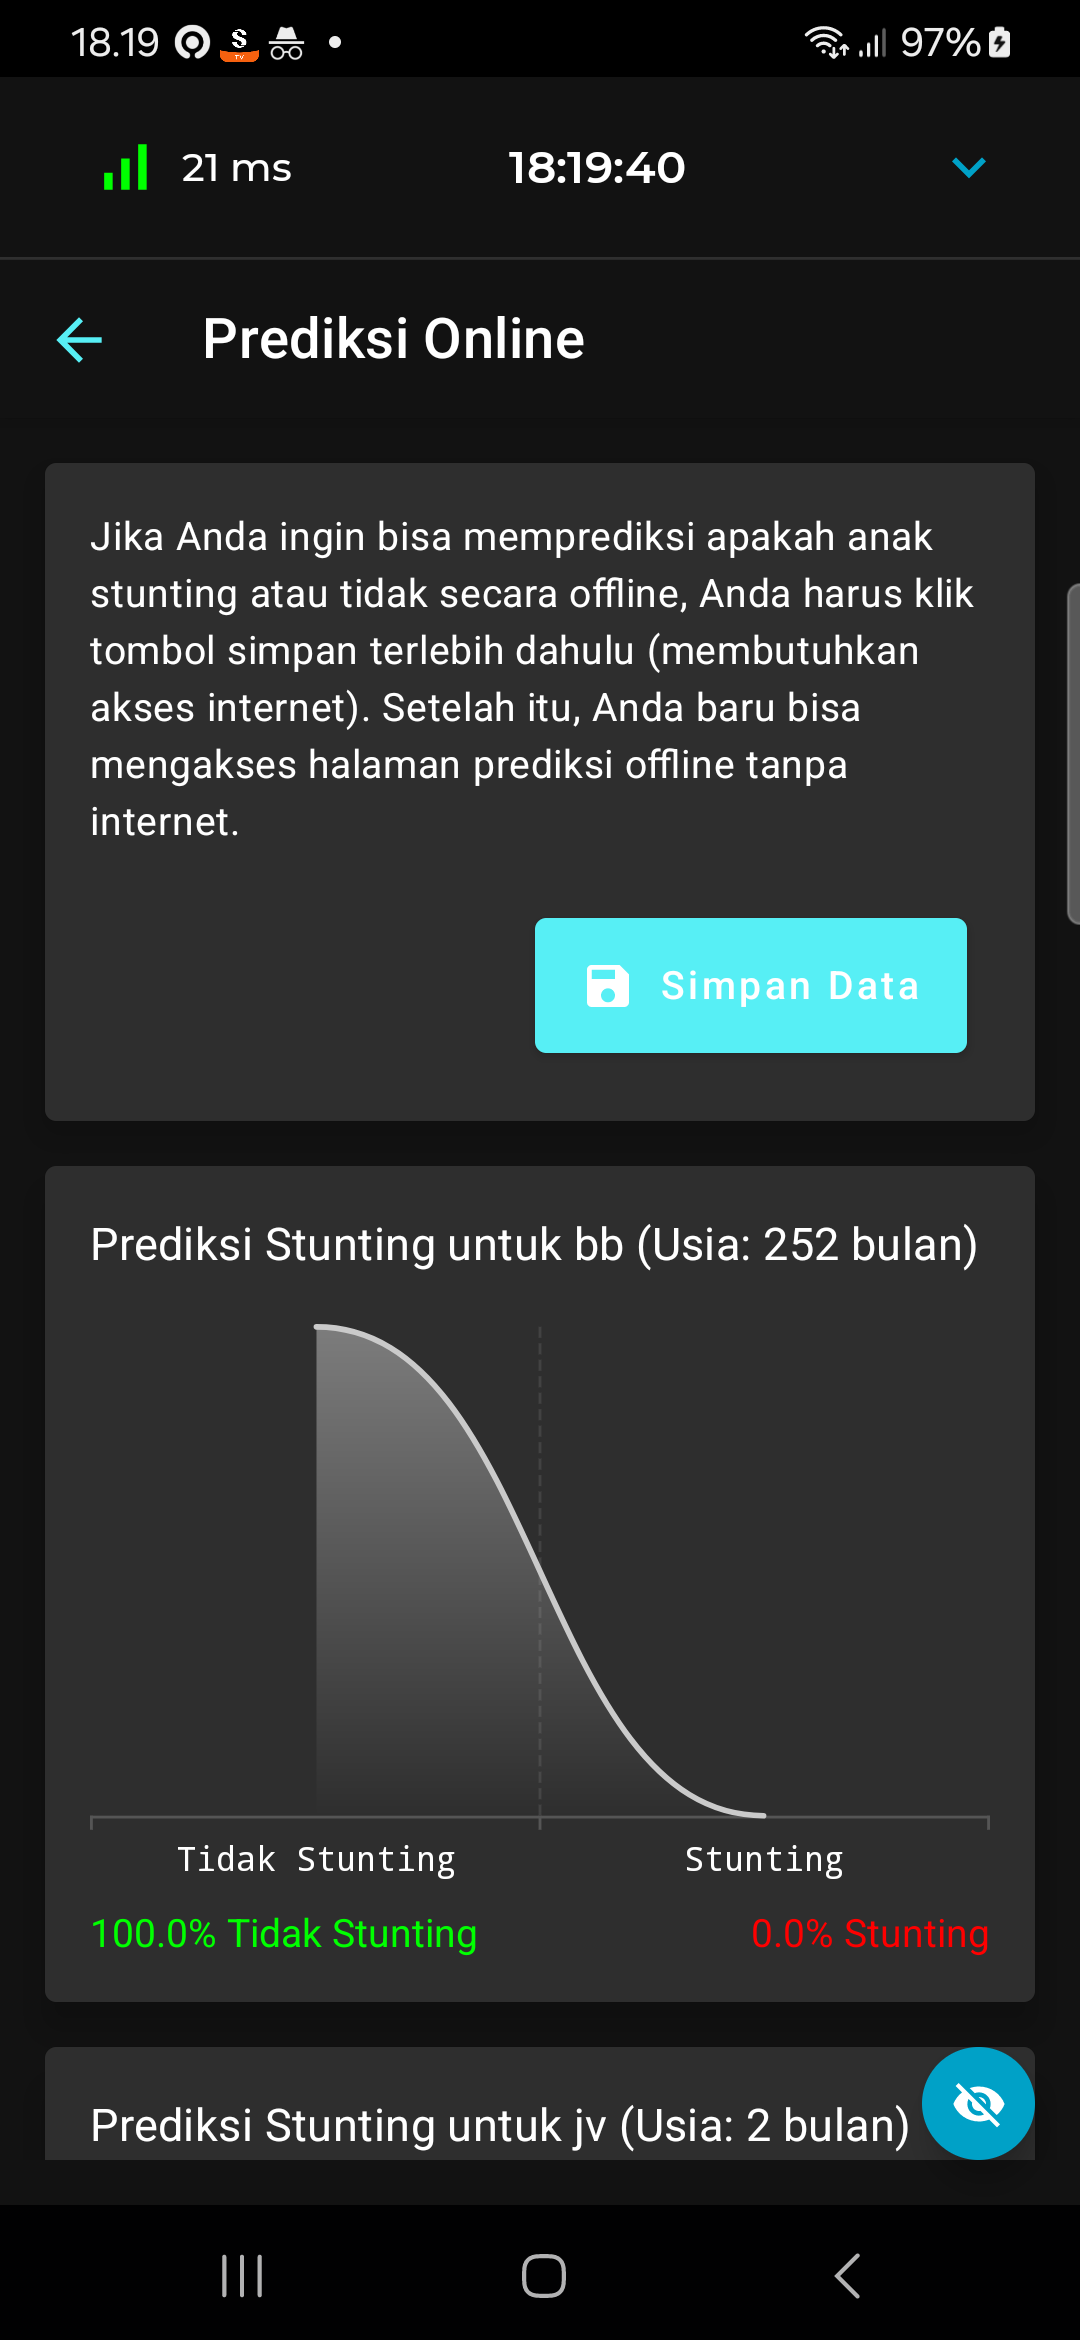 18.19
97%
21 ms
18:19:40
Prediksi Online
Jika Anda ingin bisa memprediksi apakah anak
stunting atau tidak secara offline, Anda harus klik
tombol simpan terlebih dahulu (membutuhkan
akses internet). Setelah itu, Anda baru bisa
mengakses halaman prediksi offline tanpa
internet.
Simpan Data
Prediksi Stunting untuk bb (Usia: 252 bulan)
Tidak Stunting
Stunting
100.0% Tidak Stunting
0.0% Stunting
Prediksi Stunting untuk jv (Usia: 2 bulan)